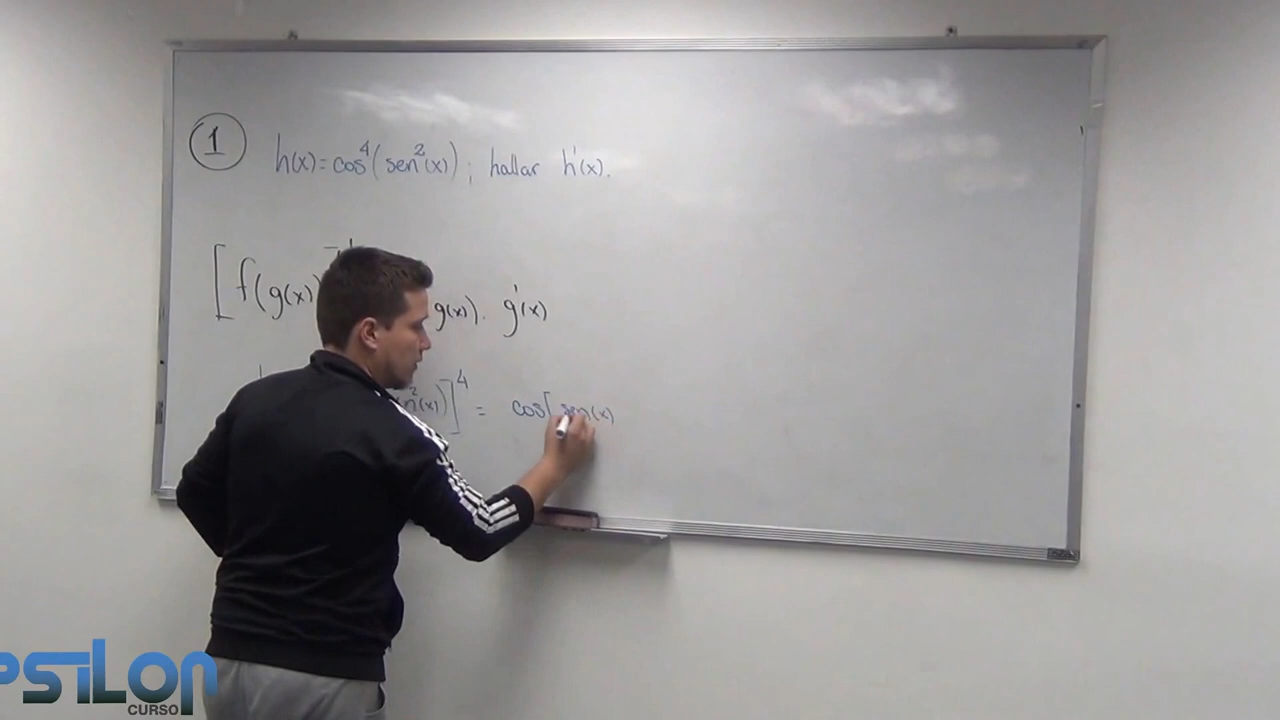 1 h(x)=cos⁴(sen²(x)); hallar h'(x).
[f(g(x) g(x)). g'(x)
n²(x))]⁴ = cos[sen(x)
PSILON
CURSO